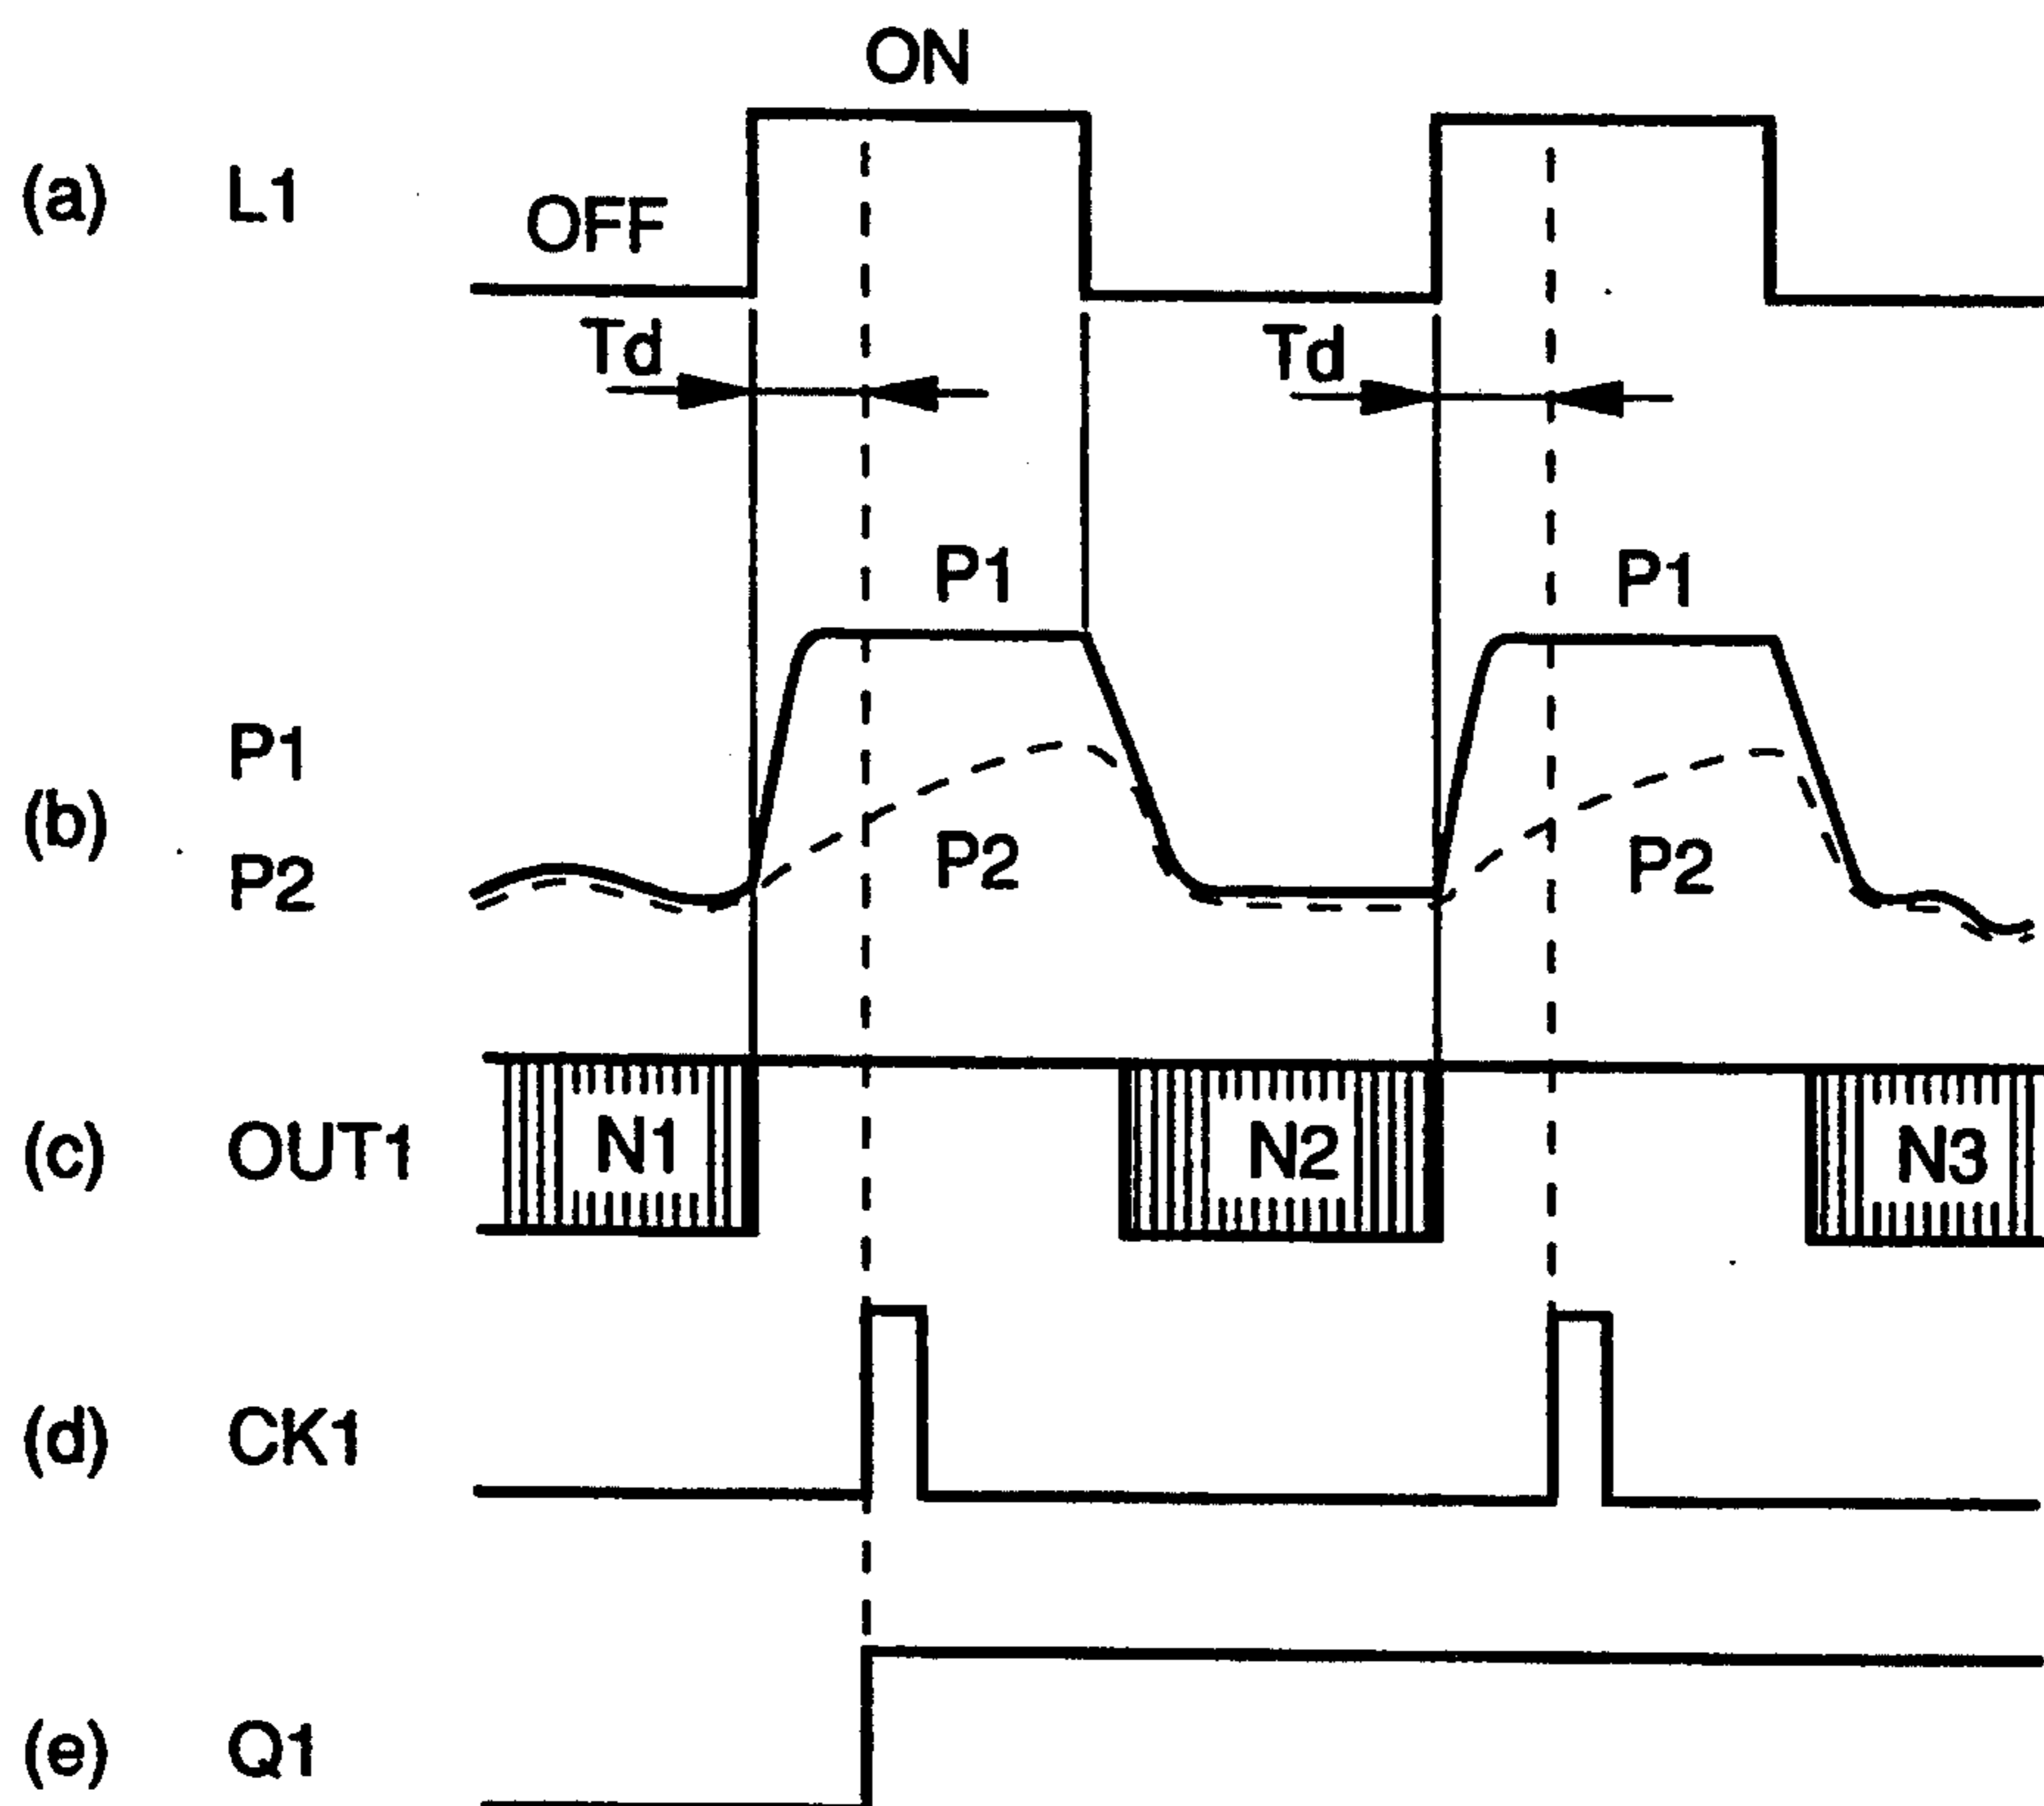 ON
(a) L1
OFF
Td Td
P1 P1
P1
(b)
P2 P2
P2
(c) OUT1 N1 N2 N3
(d) CK1
(e) Q1